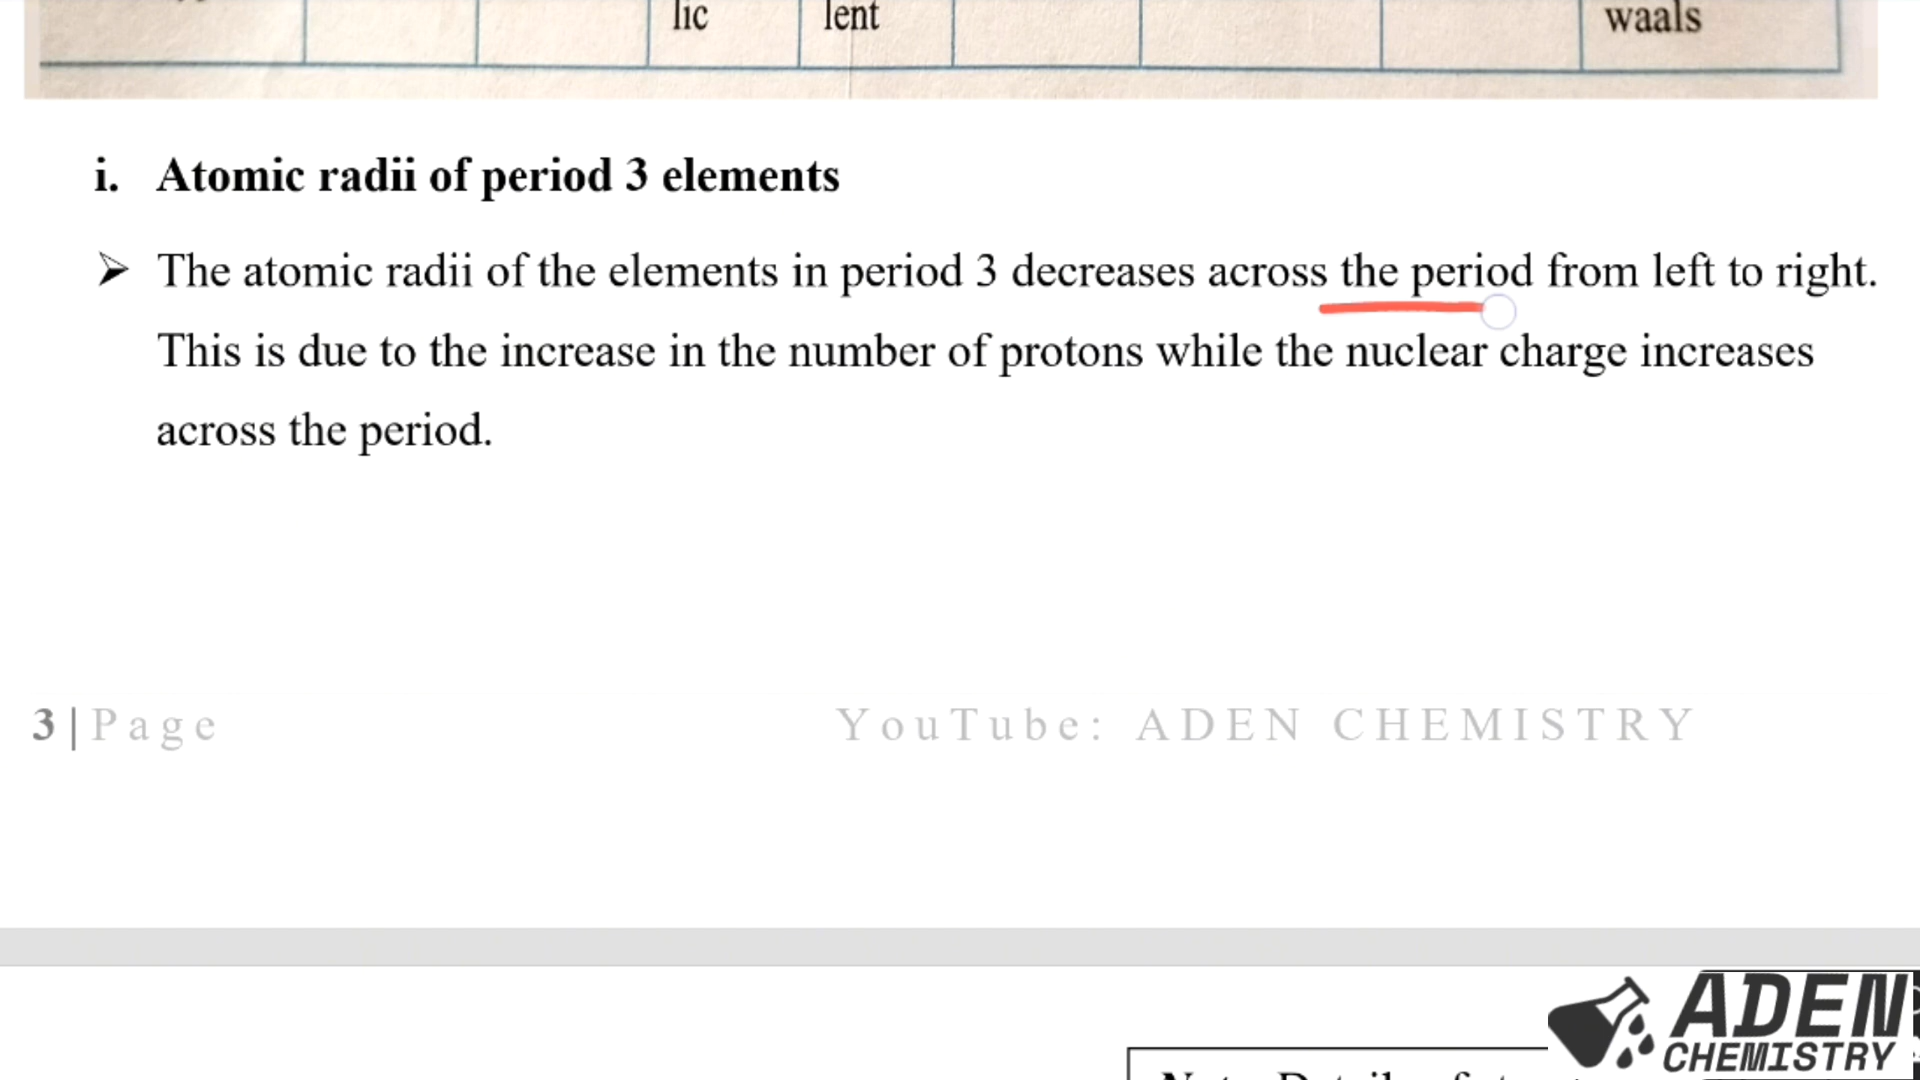 lic lent waals
i. Atomic radii of period 3 elements
➢ The atomic radii of the elements in period 3 decreases across the period from left to right.
This is due to the increase in the number of protons while the nuclear charge increases
across the period.
3 | Page YouTube: ADEN CHEMISTRY
ADEN
CHEMISTRY